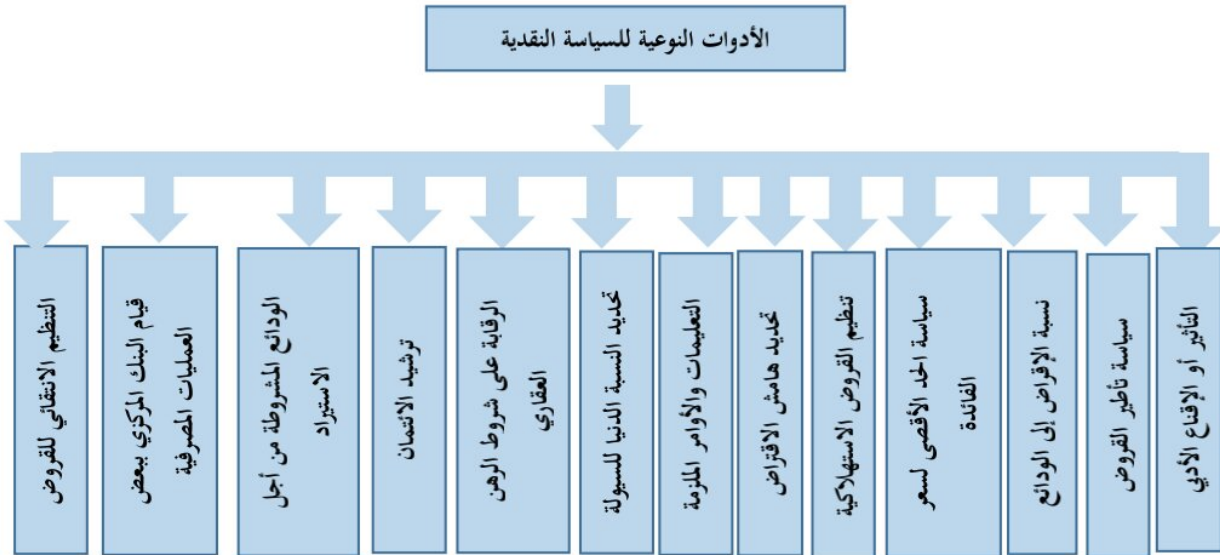 الأدوات النوعية للسياسة النقدية
التأثير أو الإقناع الأدبي
سياسة تأطير القروض
نسبة الإقراض إلى الودائع
سياسة الحد الأقصى لسعر
الفائدة
تنظيم القروض الاستهلاكية
تحديد هامش الاقتراض
التعليمات والأوامر الملزمة
تحديد النسبة الدنيا للسيولة
الرقابة على شروط الرهن
العقاري
ترشيد الائتمان
الودائع المشروطة من أجل
الاستيراد
قيام البنك المركزي ببعض
العمليات المصرفية
التنظيم الانتقائي للقروض